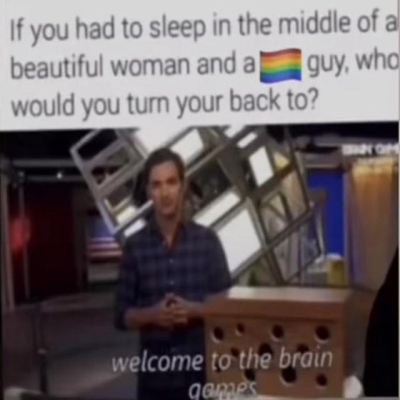 If you had to sleep in the middle of a
beautiful woman and a 🏳️‍🌈 guy, who
would you turn your back to?
welcome to the brain
games